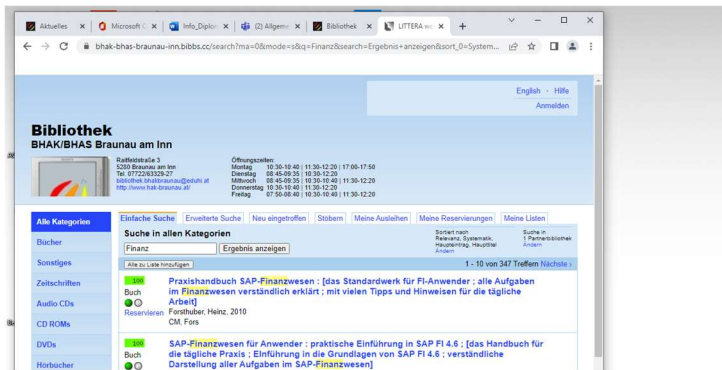 Aktuelles
Microsoft O
Info_Diplon
(2) Allgeme
Bibliothek
LITTERA we
bhak-bhas-braunau-inn.bibbs.cc/search?ma=0&mode=s&q=Finanz&search=Ergebnis+anzeigen&sort_0=System...
English - Hilfe
Anmelden
Bibliothek
BHAK/BHAS Braunau am Inn
Raitfeldstraße 3
5280 Braunau am Inn
Tel. 07722/63329-27
bibliothek.bhakbraunau@eduhi.at
http://www.hak-braunau.at/
Öffnungszeiten:
Montag 10:30-10:40 | 11:30-12:20 | 17:00-17:50
Dienstag 08:45-09:35 | 10:30-10:40 | 11:30-12:20
Mittwoch 08:45-09:35 | 10:30-10:40 | 11:30-12:20
Donnerstag 10:30-10:40 | 11:30-12:20
Freitag 07:50-08:40 | 10:30-10:40 | 11:30-12:20
Alle Kategorien
Bücher
Sonstiges
Zeitschriften
Audio CDs
CD ROMs
DVDs
Hörbücher
Einfache Suche
Erweiterte Suche
Neu eingetroffen
Stöbern
Meine Ausleihen
Meine Reservierungen
Meine Listen
Suche in allen Kategorien
Finanz
Ergebnis anzeigen
Sortiert nach
Relevanz, Systematik,
Haupteintrag, Haupttitel
Ändern
Suche in
1 Partnerbibliothek
Ändern
Alle zu Liste hinzufügen
1 - 10 von 347 Treffern Nächste ›
100
Buch
Reservieren
Praxishandbuch SAP-Finanzwesen : [das Standardwerk für FI-Anwender ; alle Aufgaben
im Finanzwesen verständlich erklärt ; mit vielen Tipps und Hinweisen für die tägliche
Arbeit]
Forsthuber, Heinz, 2010
CM, Fors
100
Buch
SAP-Finanzwesen für Anwender : praktische Einführung in SAP FI 4.6 ; [das Handbuch für
die tägliche Praxis ; EInführung in die Grundlagen von SAP FI 4.6 ; verständliche
Darstellung aller Aufgaben im SAP-Finanzwesen]